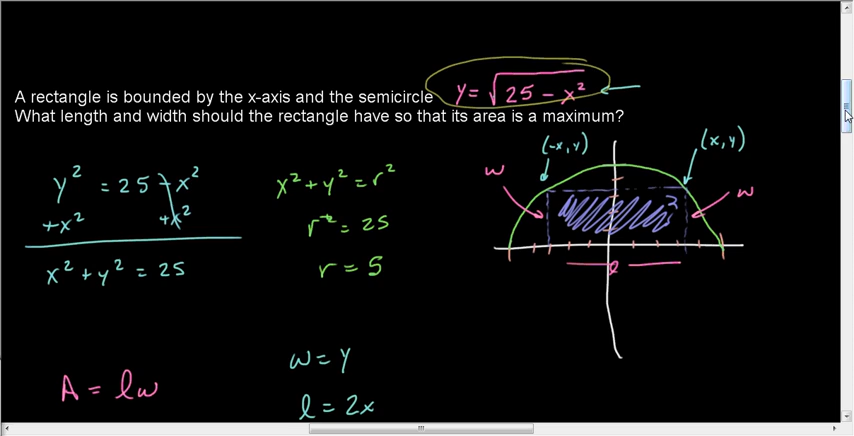 A rectangle is bounded by the x-axis and the semicircle y = √(25 - x²)
What length and width should the rectangle have so that its area is a maximum?
(-x, y)
(x, y)
w
w
l
y² = 25 - x²
+x² +x²
x² + y² = 25
x² + y² = r²
r² = 25
r = 5
w = y
l = 2x
A = lw